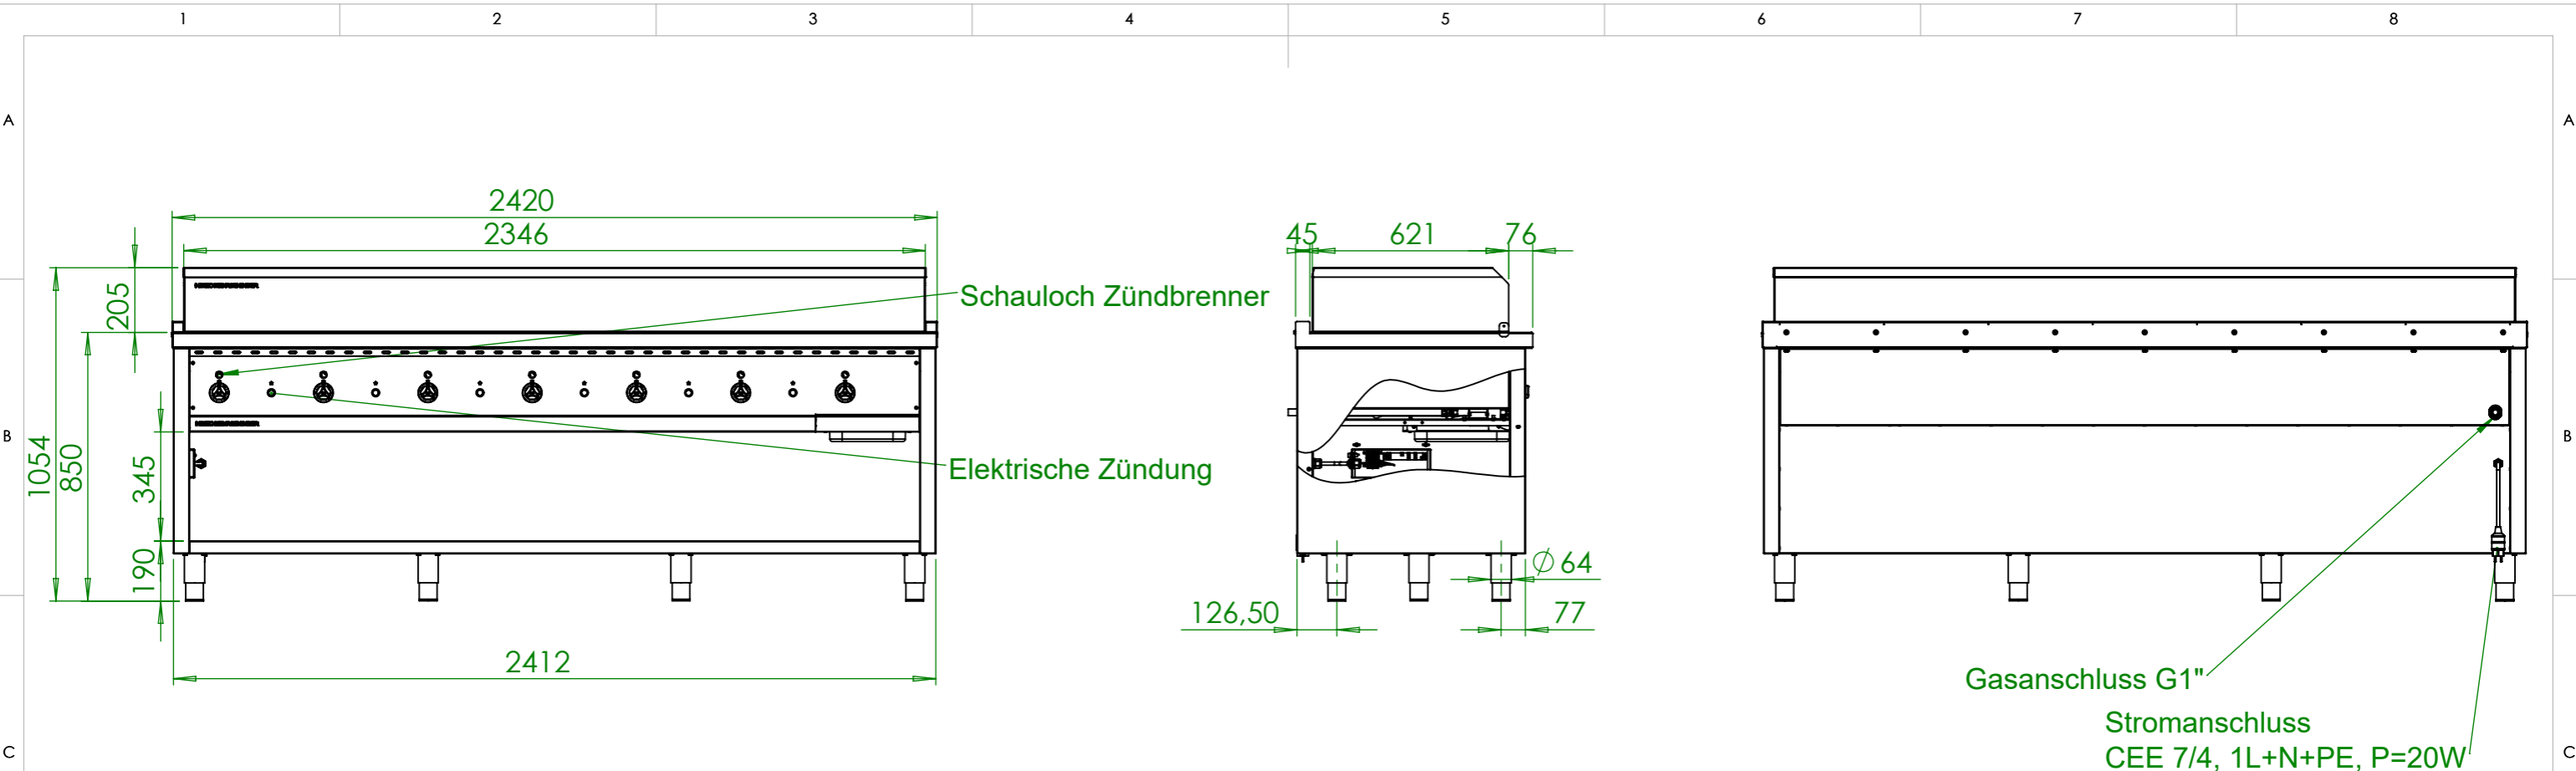 1 2 3 4 5 6 7 8
A A
2420
2346
45 621 76
205
Schauloch Zündbrenner
1054
850
345
190
Elektrische Zündung
B B
Ø 64
126,50 77
2412
Gasanschluss G1"
Stromanschluss
CEE 7/4, 1L+N+PE, P=20W
C C